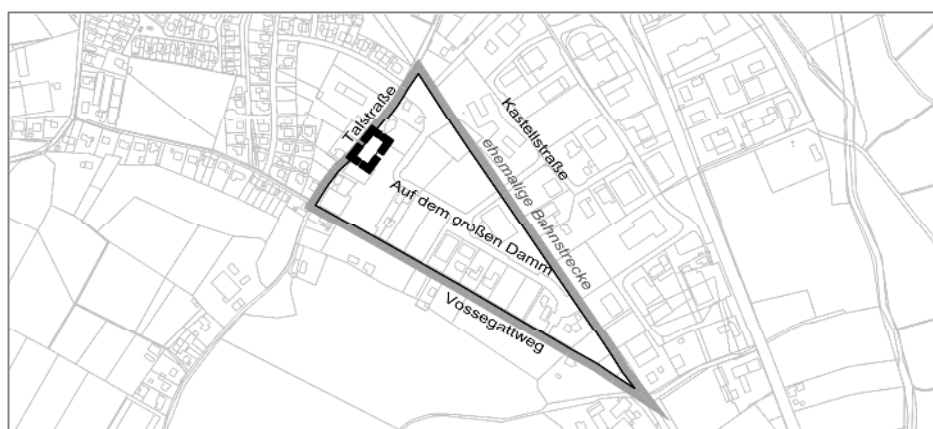 Talstraße
Kastellstraße
ehemalige Bahnstrecke
Auf dem großen Damm
Vossegattweg